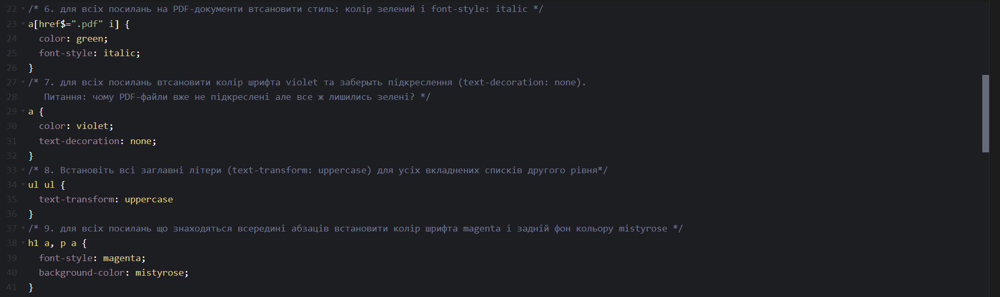 22 /* 6. для всіх посилань на PDF-документи втсановити стиль: колір зелений і font-style: italic */
23 a[href$=".pdf" i] {
24 color: green;
25 font-style: italic;
26 }
27 /* 7. для всіх посилань втсановити колір шрифта violet та заберыть підкреслення (text-decoration: none).
28 Питання: чому PDF-файли вже не підкреслені але все ж лишились зелені? */
29 a {
30 color: violet;
31 text-decoration: none;
32 }
33 /* 8. Встановіть всі заглавні літери (text-transform: uppercase) для усіх вкладнених списків другого рівня*/
34 ul ul {
35 text-transform: uppercase
36 }
37 /* 9. для всіх посилань що знаходяться всередині абзаців встановити колір шрифта magenta і задній фон кольору mistyrose */
38 h1 a, p a {
39 font-style: magenta;
40 background-color: mistyrose;
41 }